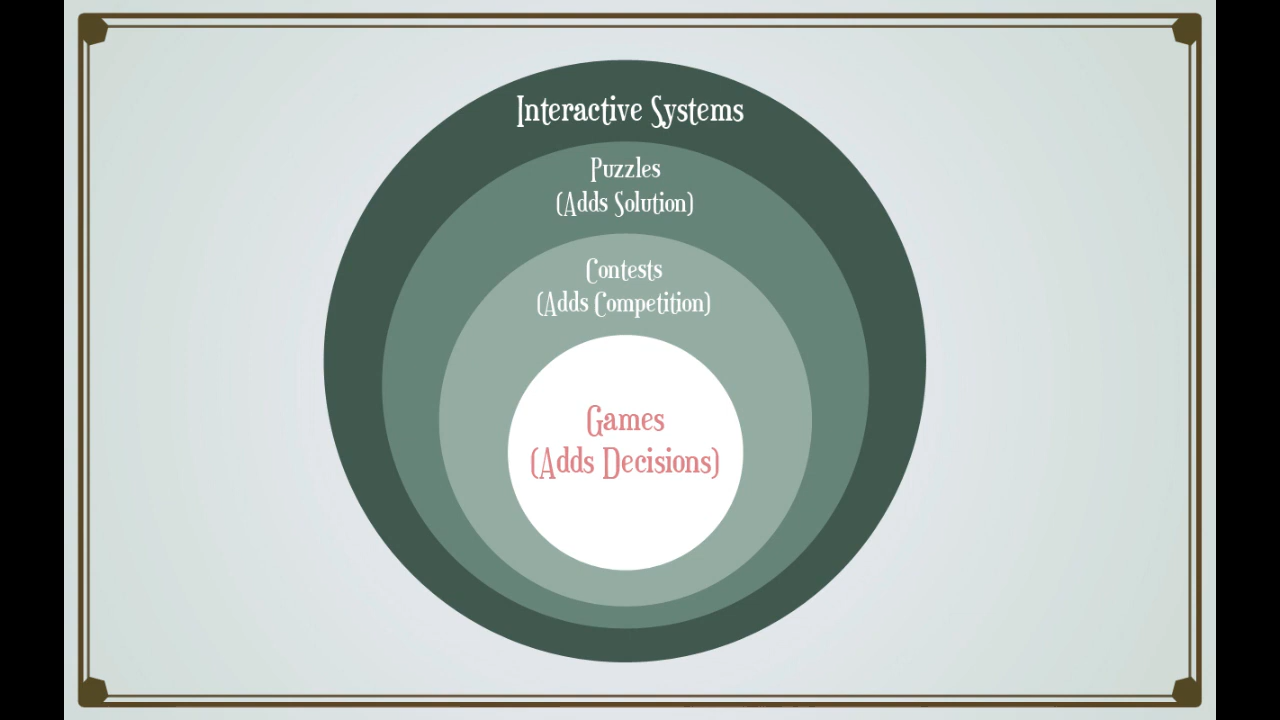 Interactive Systems
Puzzles
(Adds Solution)
Contests
(Adds Competition)
Games
(Adds Decisions)